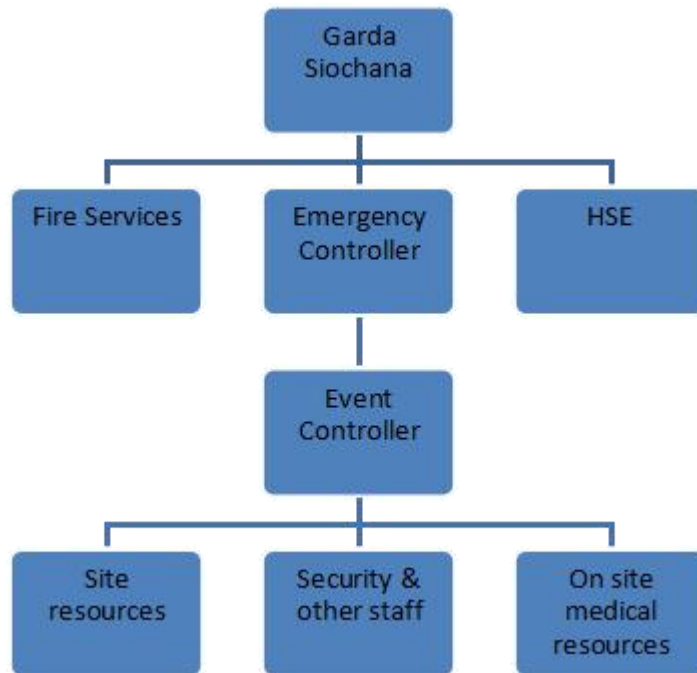 Garda
Siochana
Fire Services
Emergency
Controller
HSE
Event
Controller
Site
resources
Security &
other staff
On site
medical
resources